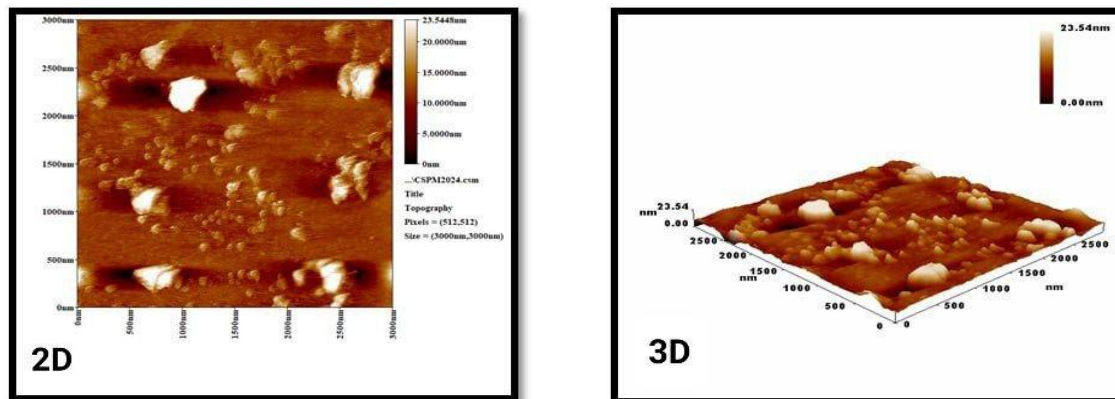 3000nm
2500nm
2000nm
1500nm
1000nm
500nm
0nm
0nm
500nm
1000nm
1500nm
2000nm
2500nm
3000nm
23.5448nm
20.0000nm
15.0000nm
10.0000nm
5.0000nm
0nm
...\CSPM2024.csm
Title
Topography
Pixels = (512,512)
Size = (3000nm,3000nm)
2D
23.54nm
0.00nm
nm 23.54
0.00
2500
2000
1500
nm
1000
500
0
0
500
1000
1500
nm
2000
2500
3D